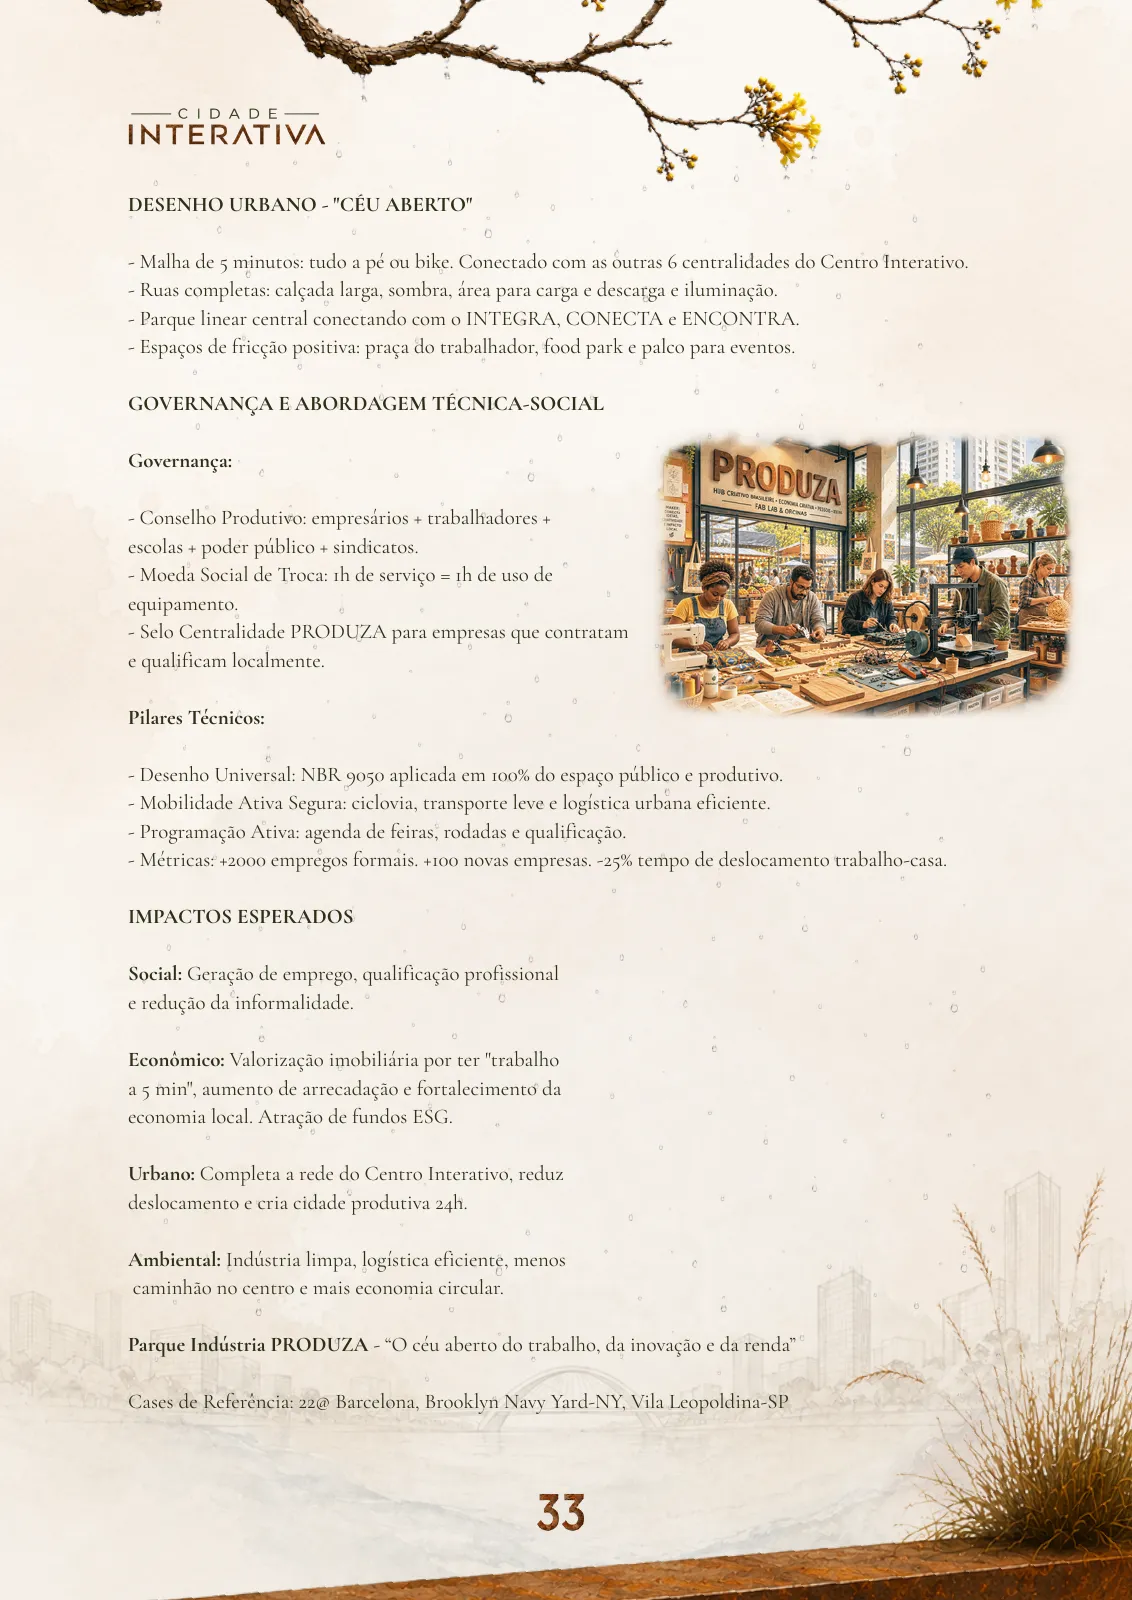 CIDADE
INTERATIVA
DESENHO URBANO - "CÉU ABERTO"
- Malha de 5 minutos: tudo a pé ou bike. Conectado com as outras 6 centralidades do Centro Interativo.
- Ruas completas: calçada larga, sombra, área para carga e descarga e iluminação.
- Parque linear central conectando com o INTEGRA, CONECTA e ENCONTRA.
- Espaços de fricção positiva: praça do trabalhador, food park e palco para eventos.
GOVERNANÇA E ABORDAGEM TÉCNICA-SOCIAL
Governança:
- Conselho Produtivo: empresários + trabalhadores +
escolas + poder público + sindicatos.
- Moeda Social de Troca: 1h de serviço = 1h de uso de
equipamento.
- Selo Centralidade PRODUZA para empresas que contratam
e qualificam localmente.
PRODUZA
HUB CRIATIVO BRASILEIRO • ECONOMIA CRIATIVA •
FAB LAB & OFICINAS
Pilares Técnicos:
- Desenho Universal: NBR 9050 aplicada em 100% do espaço público e produtivo.
- Mobilidade Ativa Segura: ciclovia, transporte leve e logística urbana eficiente.
- Programação Ativa: agenda de feiras, rodadas e qualificação.
- Métricas: +2000 empregos formais. +100 novas empresas. -25% tempo de deslocamento trabalho-casa.
IMPACTOS ESPERADOS
Social: Geração de emprego, qualificação profissional
e redução da informalidade.
Econômico: Valorização imobiliária por ter "trabalho
a 5 min", aumento de arrecadação e fortalecimento da
economia local. Atração de fundos ESG.
Urbano: Completa a rede do Centro Interativo, reduz
deslocamento e cria cidade produtiva 24h.
Ambiental: Indústria limpa, logística eficiente, menos
caminhão no centro e mais economia circular.
Parque Indústria PRODUZA - “O céu aberto do trabalho, da inovação e da renda”
Cases de Referência: 22@ Barcelona, Brooklyn Navy Yard-NY, Vila Leopoldina-SP
33